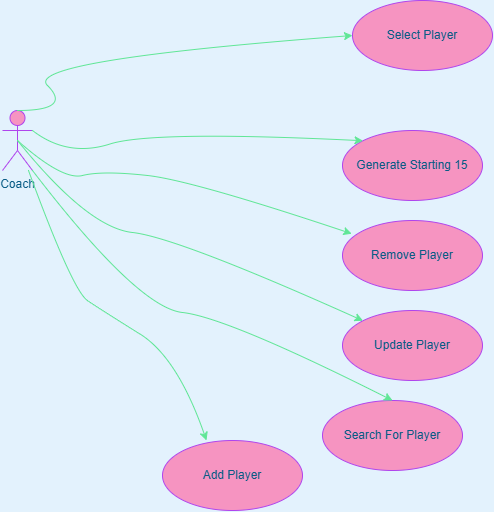 Select Player
Generate Starting 15
Coach
Remove Player
Update Player
Search For Player
Add Player